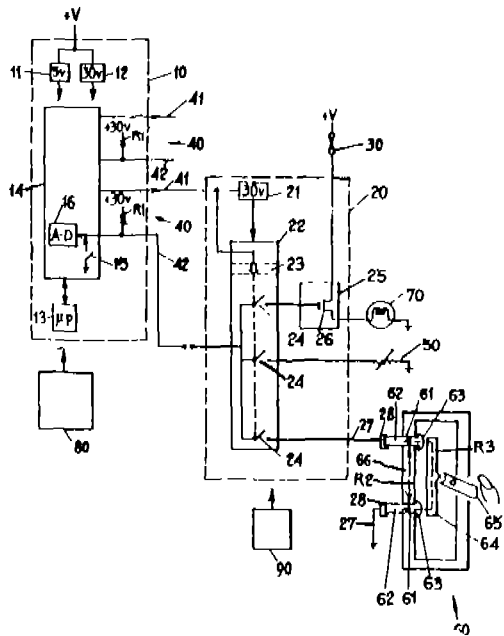 +V
11 5v 30v 12 10
41
+30v
R1 40
42
14 41
+30v
16 R1 40
A-D
15 42
13 μp
80
+V
30
21 30v 20
22
23 25
24 26 70
24 50
24 27 28 62 61 63
66 R3
R2
28 65
27 64
62 61 63
60
90